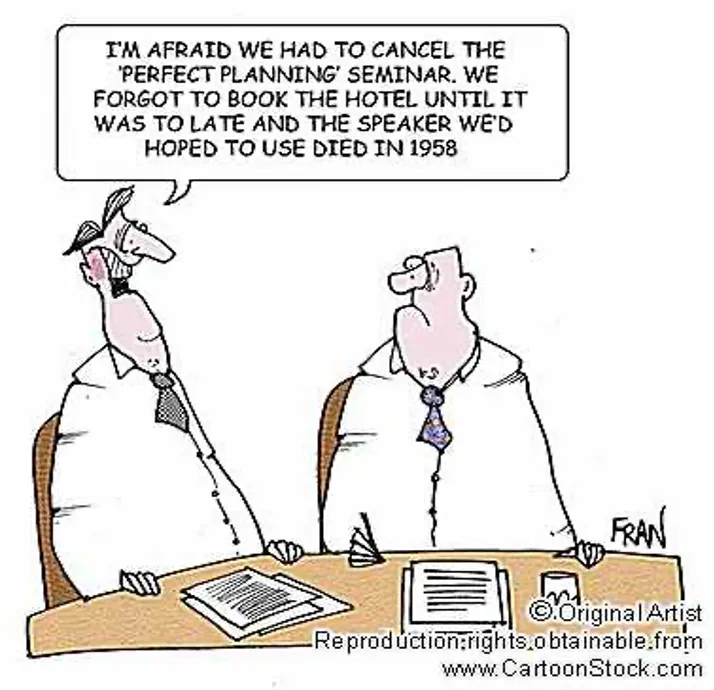 I'M AFRAID WE HAD TO CANCEL THE
'PERFECT PLANNING' SEMINAR. WE
FORGOT TO BOOK THE HOTEL UNTIL IT
WAS TO LATE AND THE SPEAKER WE'D
HOPED TO USE DIED IN 1958
FRAN
© Original Artist
Reproduction rights obtainable from
www.CartoonStock.com